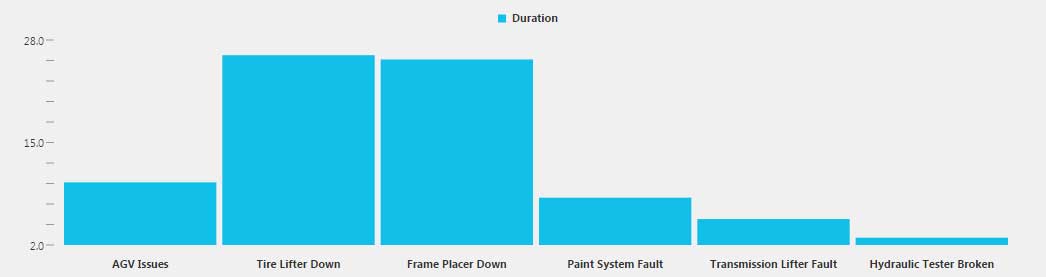 Duration
28.0
15.0
2.0
AGV Issues Tire Lifter Down Frame Placer Down Paint System Fault Transmission Lifter Fault Hydraulic Tester Broken